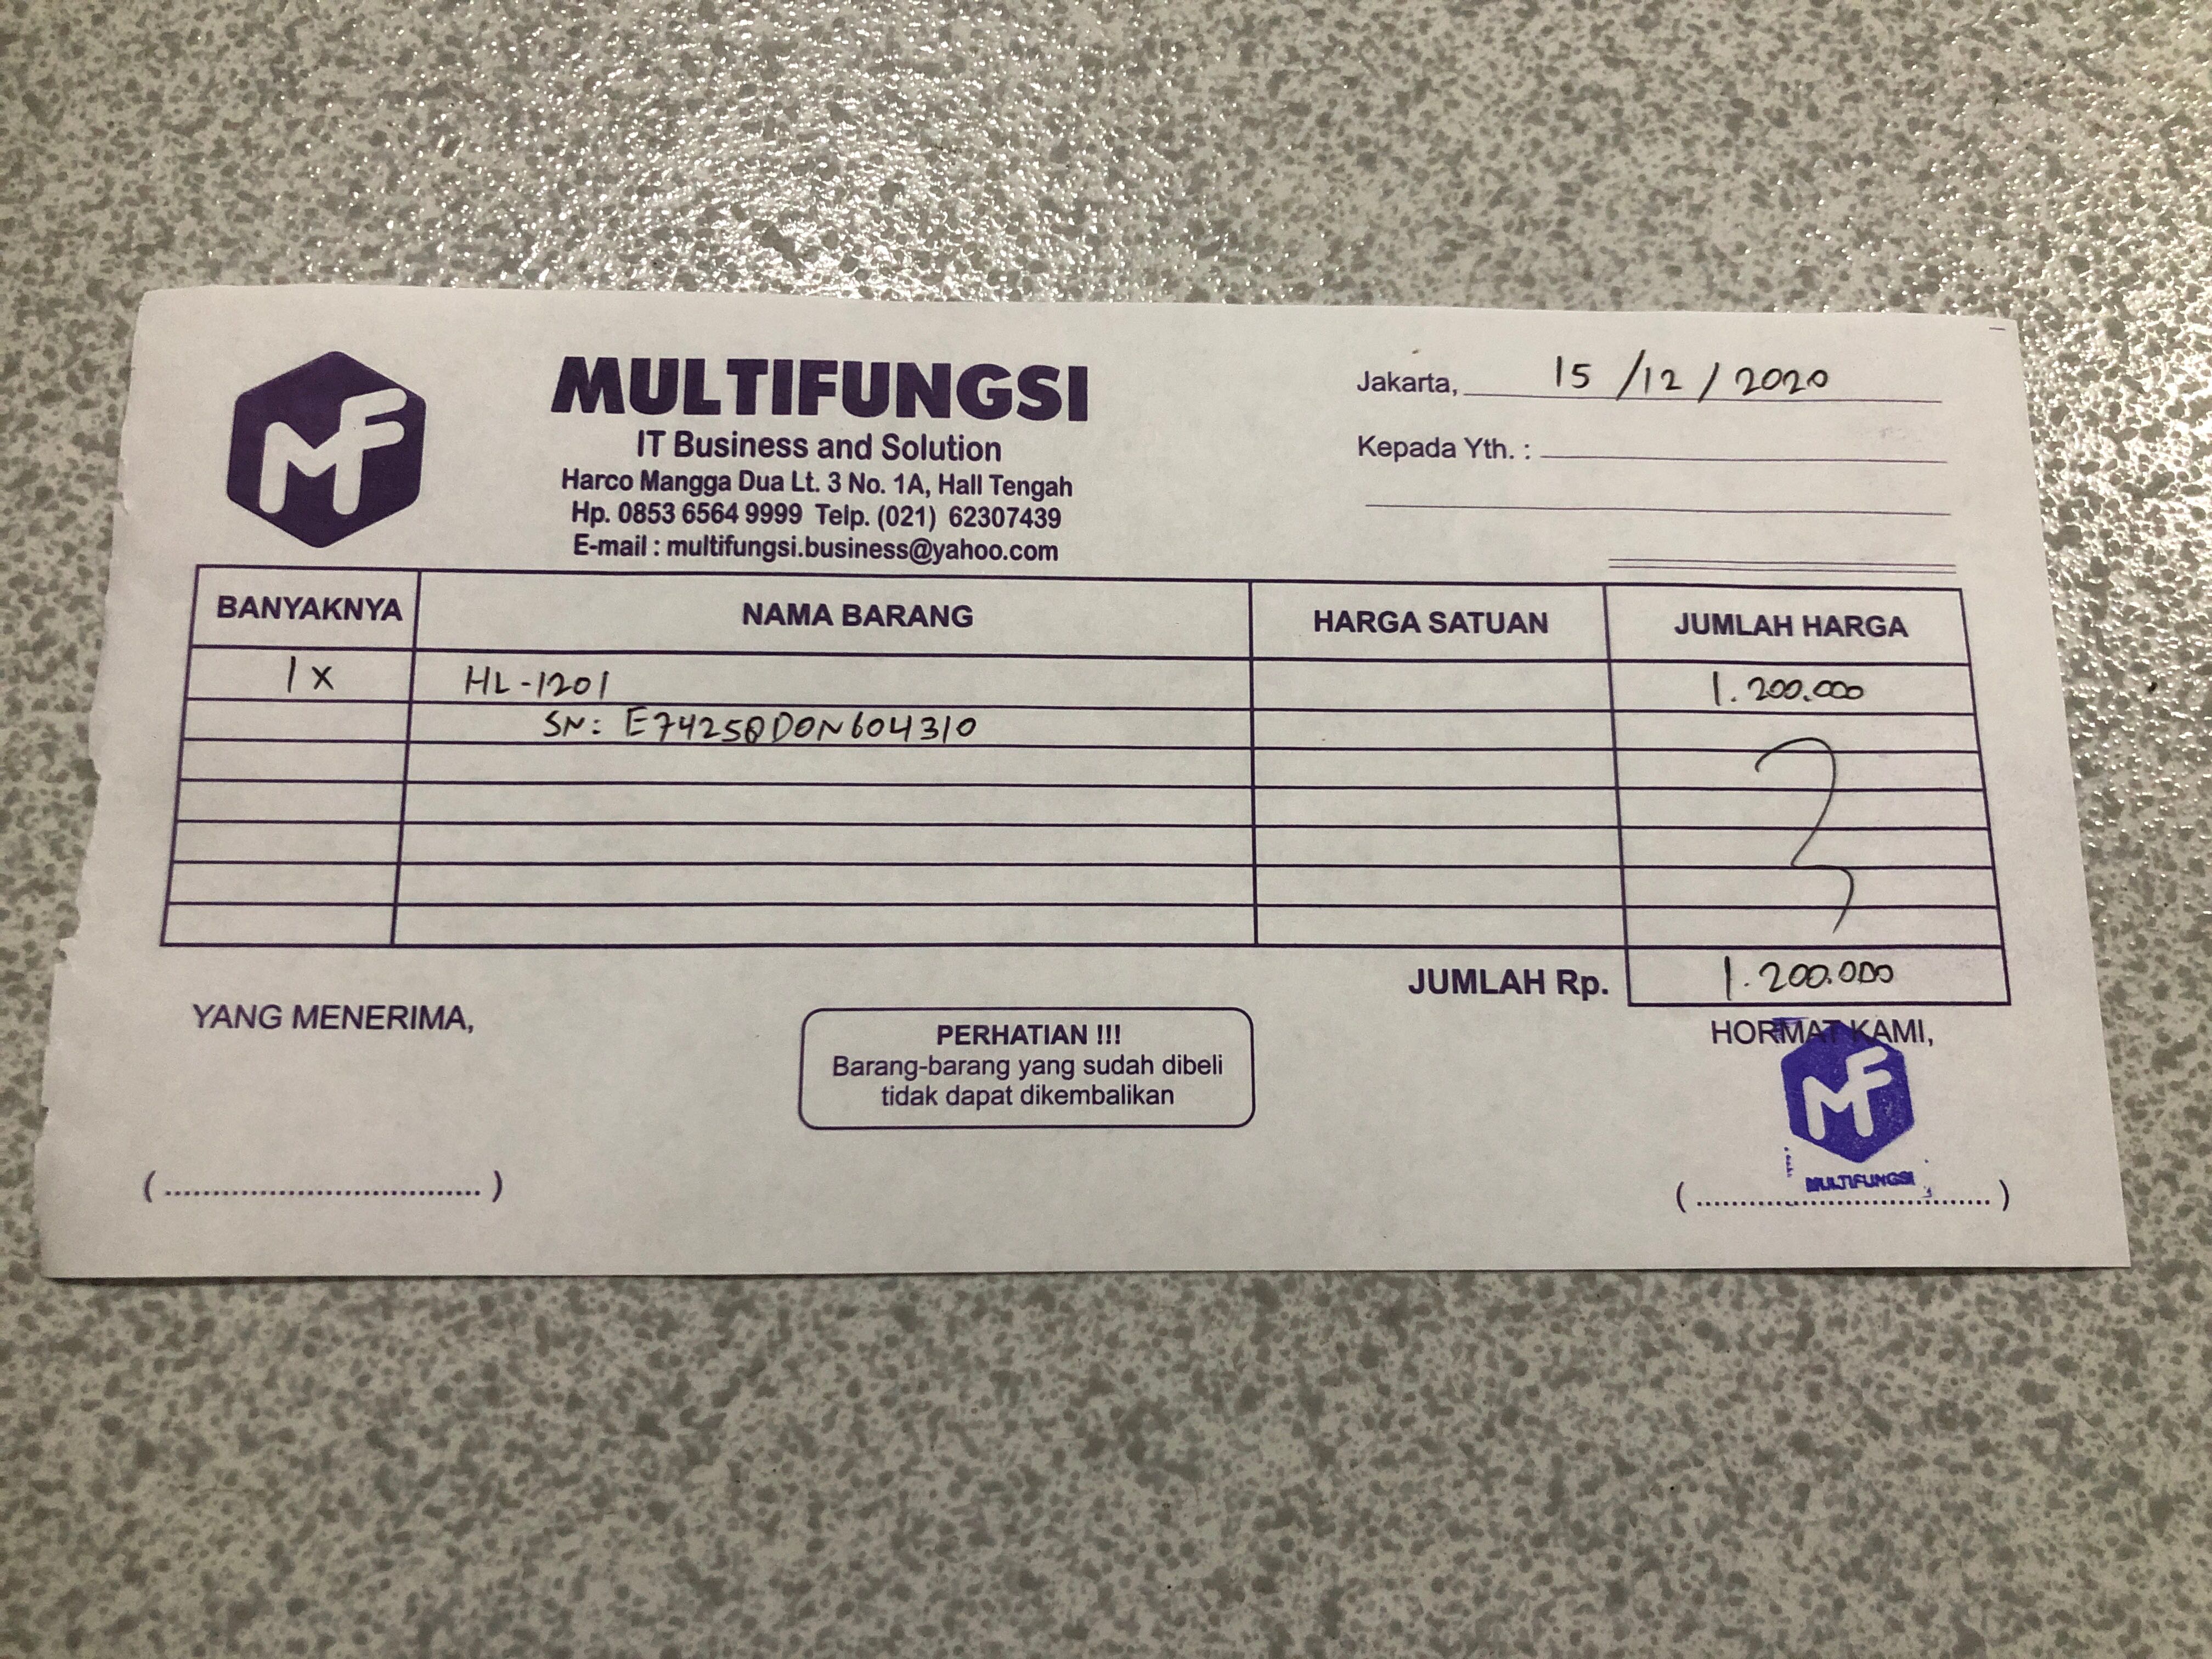 MF
MULTIFUNGSI
IT Business and Solution
Harco Mangga Dua Lt. 3 No. 1A, Hall Tengah
Hp. 0853 6564 9999 Telp. (021) 62307439
E-mail : multifungsi.business@yahoo.com
Jakarta, 15 / 12 / 2020
Kepada Yth. :
BANYAKNYA NAMA BARANG HARGA SATUAN JUMLAH HARGA
1 x HL-1201 1.200.000
SN: E74250D0N604310
JUMLAH Rp. 1.200.000
YANG MENERIMA,
PERHATIAN !!!
Barang-barang yang sudah dibeli
tidak dapat dikembalikan
HORMAT KAMI,
MF
MULTIFUNGSI
(....................................)
(....................................)